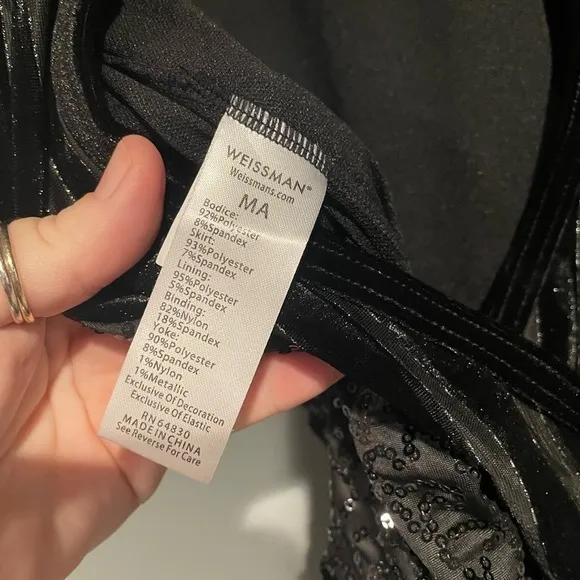 WEISSMAN®
Weissmans.com
MA
Bodice:
92%Polyester
8%Spandex
Skirt:
93%Polyester
7%Spandex
Lining:
95%Polyester
5%Spandex
Binding:
82%Nylon
18%Spandex
Yoke:
90%Polyester
8%Spandex
1%Nylon
1%Metallic
Exclusive Of Decoration
Exclusive Of Elastic
RN 64830
MADE IN CHINA
See Reverse For Care